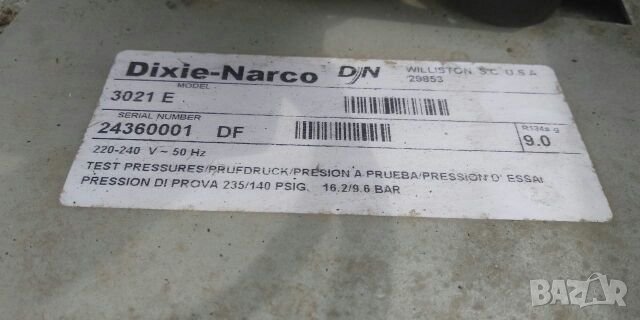 Dixie-Narco D/N WILLISTON S.C. U.S.A.
29853
MODEL
3021 E
SERIAL NUMBER
24360001 DF
R134a g
9.0
220-240 V ~ 50 Hz
TEST PRESSURES/PRUFDRUCK/PRESION A PRUEBA/PRESSION D' ESSAI
PRESSION DI PROVA 235/140 PSIG. 16.2/9.6 BAR
BAZAR